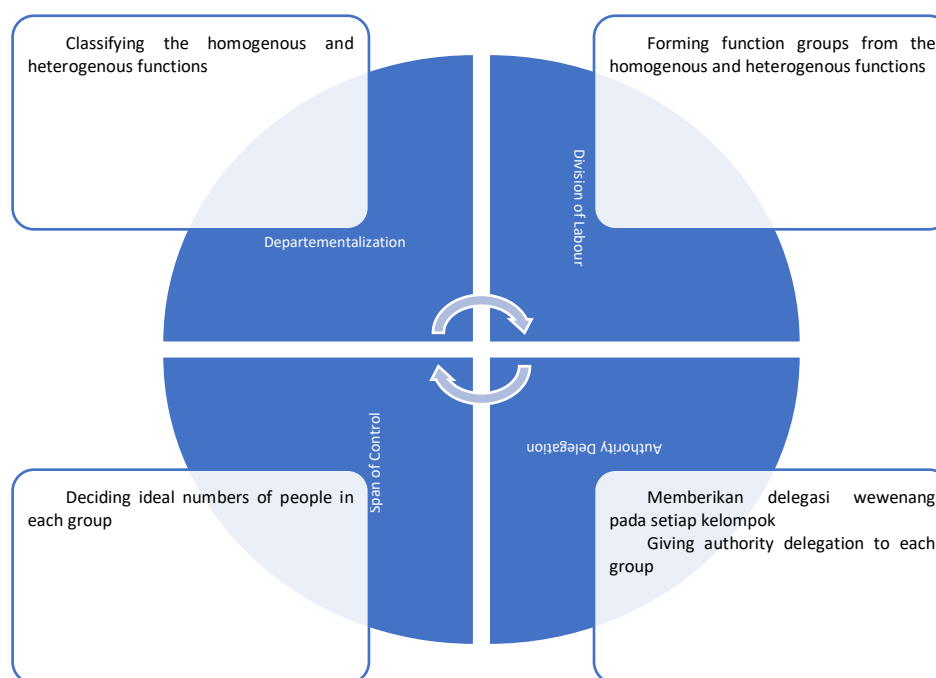 Classifying the homogenous and
heterogenous functions
Forming function groups from the
homogenous and heterogenous functions
Departementalization
Division of Labour
Span of Control
Authority Delegation
Deciding ideal numbers of people in
each group
Memberikan delegasi wewenang
pada setiap kelompok
Giving authority delegation to each
group